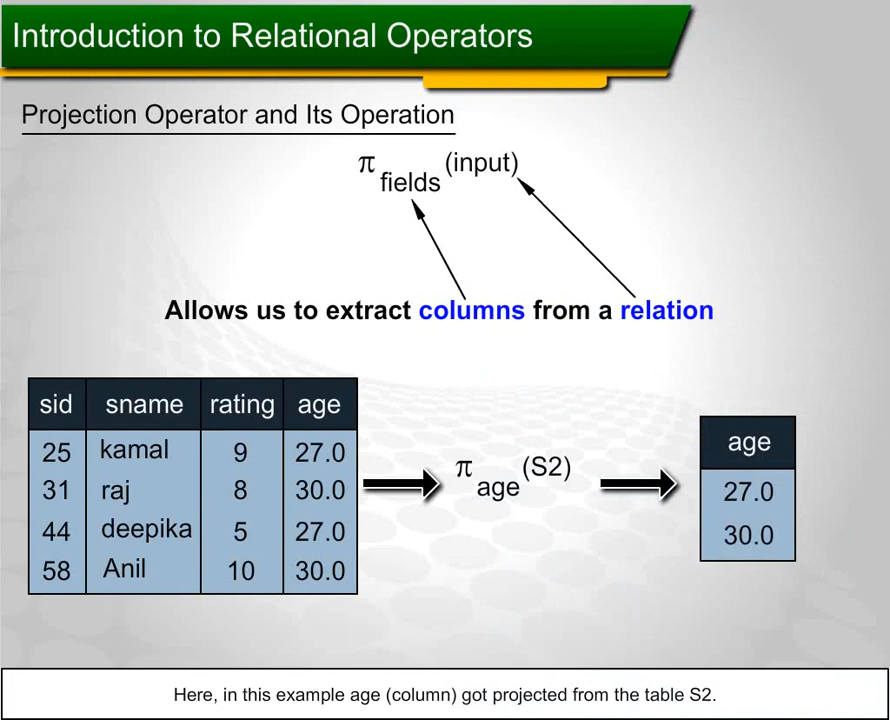 Introduction to Relational Operators
Projection Operator and Its Operation
π fields (input)
Allows us to extract columns from a relation
sid sname rating age
25 kamal 9 27.0
31 raj 8 30.0
44 deepika 5 27.0
58 Anil 10 30.0
π age (S2)
age
27.0
30.0
Here, in this example age (column) got projected from the table S2.